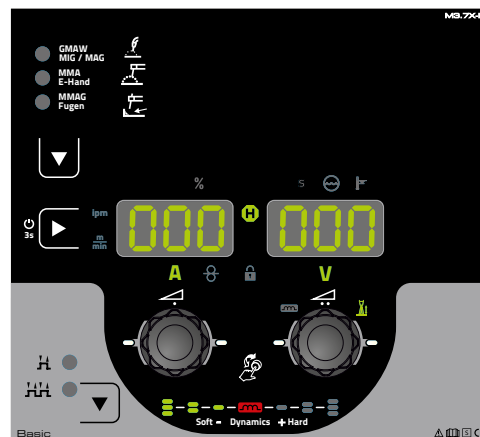 M3.7X-
GMAW
MIG / MAG
MMA
E-Hand
MMAG
Fugen
%
S
3s
ipm
m
min
000
H
000
A
V
Soft - Dynamics + Hard
Basic
S